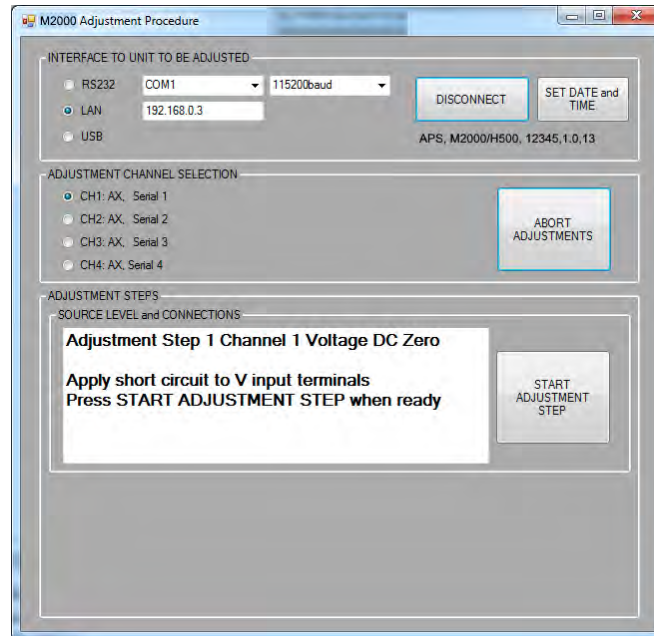 M2000 Adjustment Procedure
INTERFACE TO UNIT TO BE ADJUSTED
RS232 COM1 115200baud
LAN 192.168.0.3
USB
DISCONNECT
SET DATE and
TIME
APS, M2000/H500, 12345,1.0,13
ADJUSTMENT CHANNEL SELECTION
CH1: AX, Serial 1
CH2: AX, Serial 2
CH3: AX, Serial 3
CH4: AX, Serial 4
ABORT
ADJUSTMENTS
ADJUSTMENT STEPS
SOURCE LEVEL and CONNECTIONS
Adjustment Step 1 Channel 1 Voltage DC Zero
Apply short circuit to V input terminals
Press START ADJUSTMENT STEP when ready
START
ADJUSTMENT
STEP